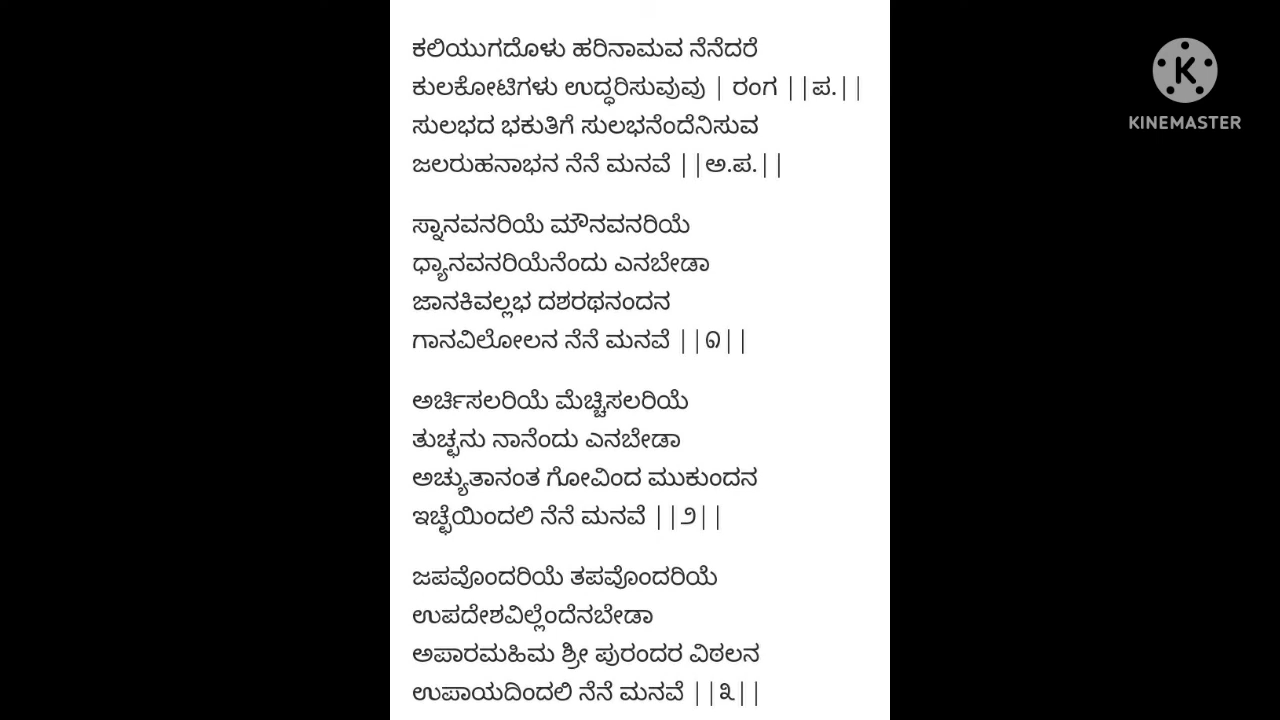 ಕಲಿಯುಗದೊಳು ಹರಿನಾಮವ ನೆನೆದರೆ
ಕುಲಕೋಟಿಗಳು ಉದ್ಧರಿಸುವುವು | ರಂಗ ||ಪ.||
ಸುಲಭದ ಭಕುತಿಗೆ ಸುಲಭನೆಂದೆನಿಸುವ
ಜಲರುಹನಾಭನ ನೆನೆ ಮನವೆ ||ಅ.ಪ.||
ಸ್ನಾನವನರಿಯೆ ಮೌನವನರಿಯೆ
ಧ್ಯಾನವನರಿಯೆನೆಂದು ಎನಬೇಡಾ
ಜಾನಕಿವಲ್ಲಭ ದಶರಥನಂದನ
ಗಾನವಿಲೋಲನ ನೆನೆ ಮನವೆ ||೧||
ಅರ್ಚಿಸಲರಿಯೆ ಮೆಚ್ಚಿಸಲರಿಯೆ
ತುಚ್ಛನು ನಾನೆಂದು ಎನಬೇಡಾ
ಅಚ್ಯುತಾನಂತ ಗೋವಿಂದ ಮುಕುಂದನ
ಇಚ್ಛೆಯಿಂದಲಿ ನೆನೆ ಮನವೆ ||೨||
ಜಪವೊಂದರಿಯೆ ತಪವೊಂದರಿಯೆ
ಉಪದೇಶವಿಲ್ಲೆಂದೆನಬೇಡಾ
ಅಪಾರಮಹಿಮ ಶ್ರೀ ಪುರಂದರ ವಿಠಲನ
ಉಪಾಯದಿಂದಲಿ ನೆನೆ ಮನವೆ ||೩||
KINEMASTER